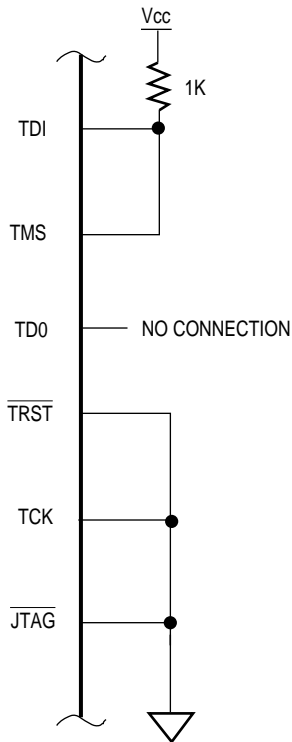 Vcc
1K
TDI
TMS
TD0
NO CONNECTION
TRST
TCK
JTAG